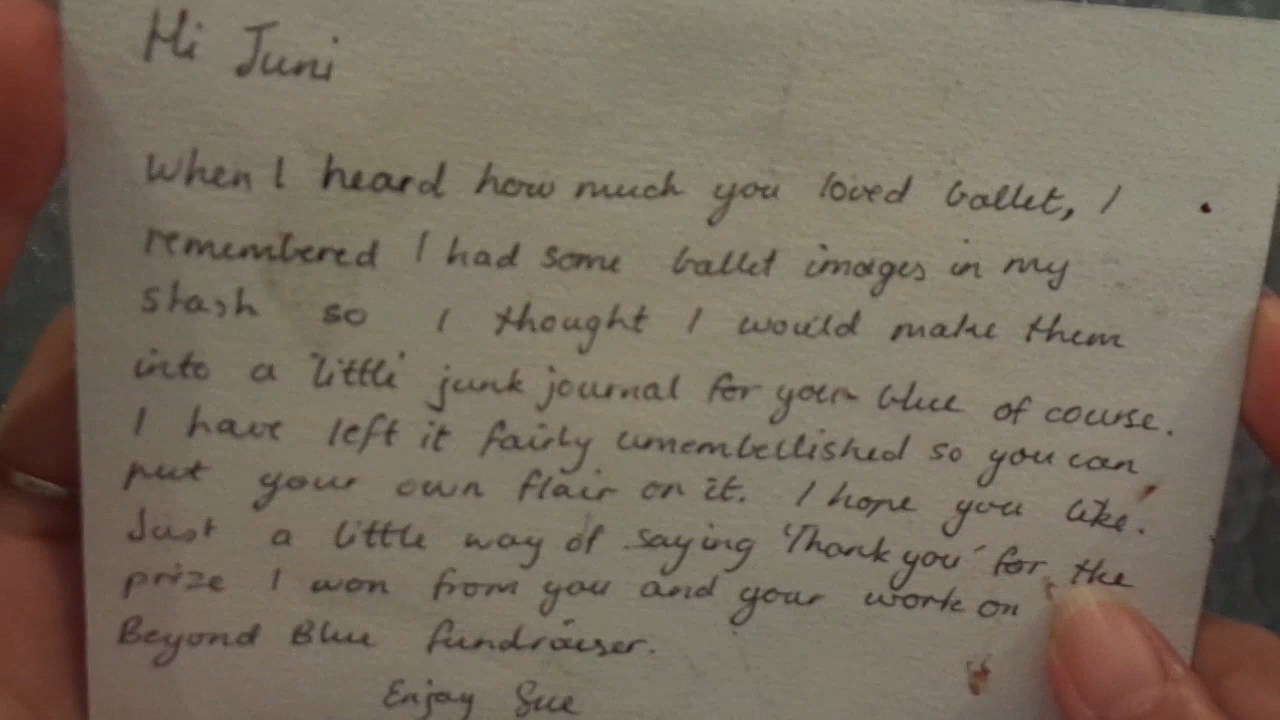 Hi Juni
When I heard how much you loved ballet, I
remembered I had some ballet images in my
stash so I thought I would make them
into a 'little' junk journal for you - blue of course.
I have left it fairly unembellished so you can
put your own flair on it. I hope you like.
Just a little way of saying 'Thank you' for the
prize I won from you and your work on
Beyond Blue fundraiser.
Enjoy Sue